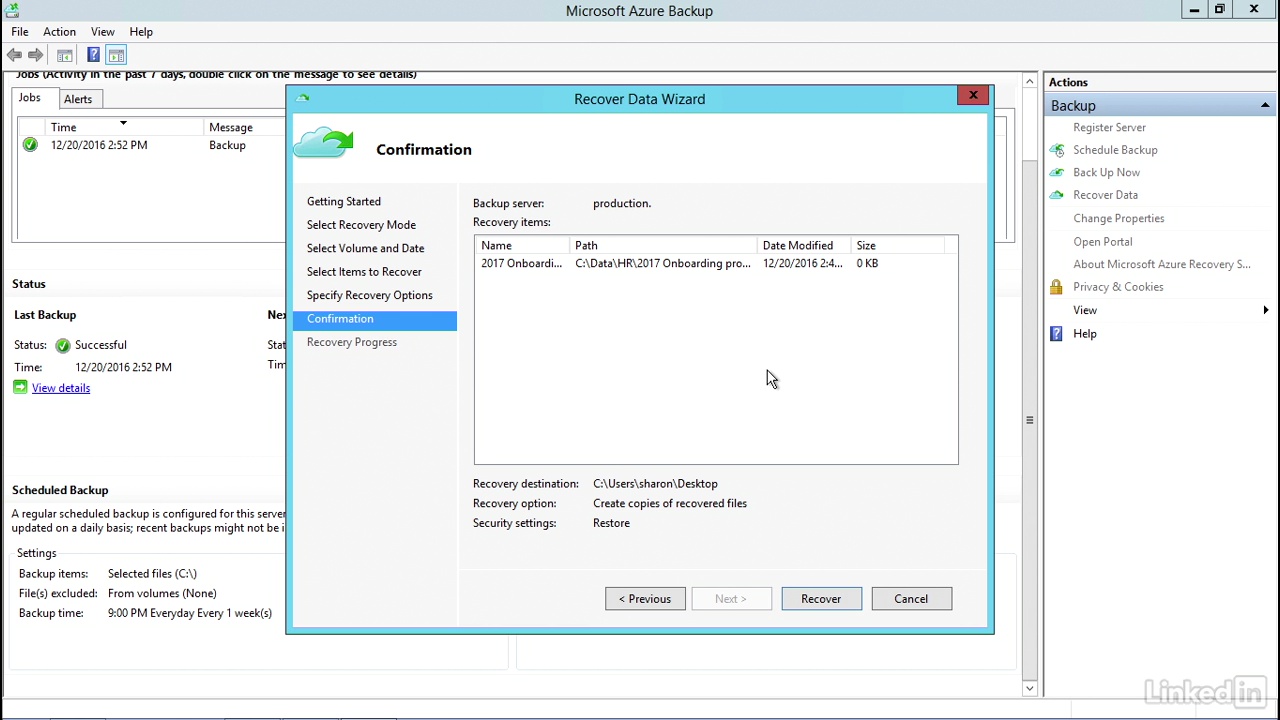 Microsoft Azure Backup
File Action View Help
Jobs (Activity in the past 7 days, double click on the message to see details)
Jobs Alerts
Time Message
12/20/2016 2:52 PM Backup
Status
Last Backup
Status: Successful
Time: 12/20/2016 2:52 PM
View details
Scheduled Backup
A regular scheduled backup is configured for this server
updated on a daily basis; recent backups might not be i
Settings
Backup items: Selected files (C:\)
File(s) excluded: From volumes (None)
Backup time: 9:00 PM Everyday Every 1 week(s)
Recover Data Wizard
Confirmation
Getting Started
Select Recovery Mode
Select Volume and Date
Select Items to Recover
Specify Recovery Options
Confirmation
Recovery Progress
Backup server: production.
Recovery items:
Name Path Date Modified Size
2017 Onboardi... C:\Data\HR\2017 Onboarding pro... 12/20/2016 2:4... 0 KB
Recovery destination: C:\Users\sharon\Desktop
Recovery option: Create copies of recovered files
Security settings: Restore
< Previous Next > Recover Cancel
Actions
Backup
Register Server
Schedule Backup
Back Up Now
Recover Data
Change Properties
Open Portal
About Microsoft Azure Recovery S...
Privacy & Cookies
View
Help
Linked in